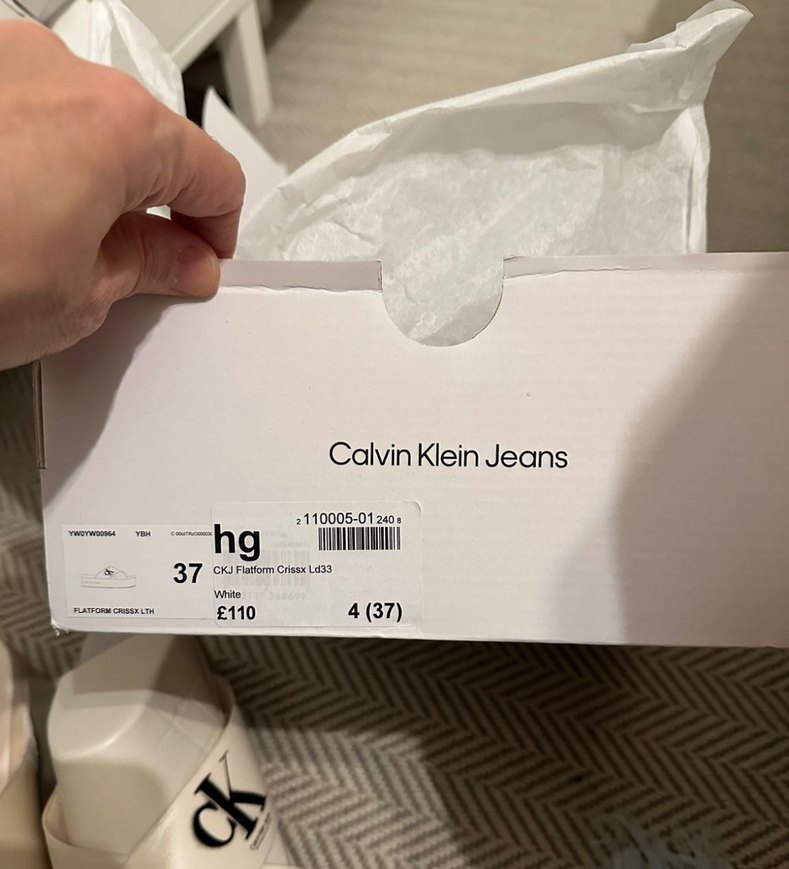 Calvin Klein Jeans
YW0YW00964 YBH
37
FLATFORM CRISSX LTH
hg
2 110005-01 240 8
CKJ Flatform Crissx Ld33
White
£110 4 (37)
cK